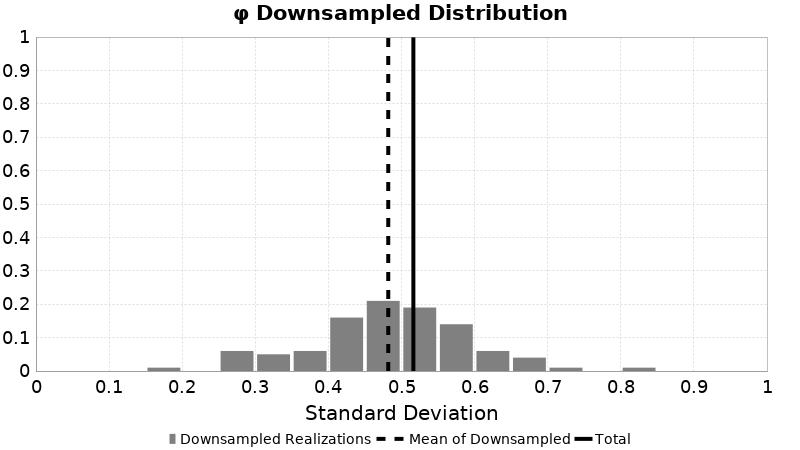 φ Downsampled Distribution
1
0.9
0.8
0.7
0.6
0.5
0.4
0.3
0.2
0.1
0
0 0.1 0.2 0.3 0.4 0.5 0.6 0.7 0.8 0.9 1
Standard Deviation
Downsampled Realizations Mean of Downsampled Total